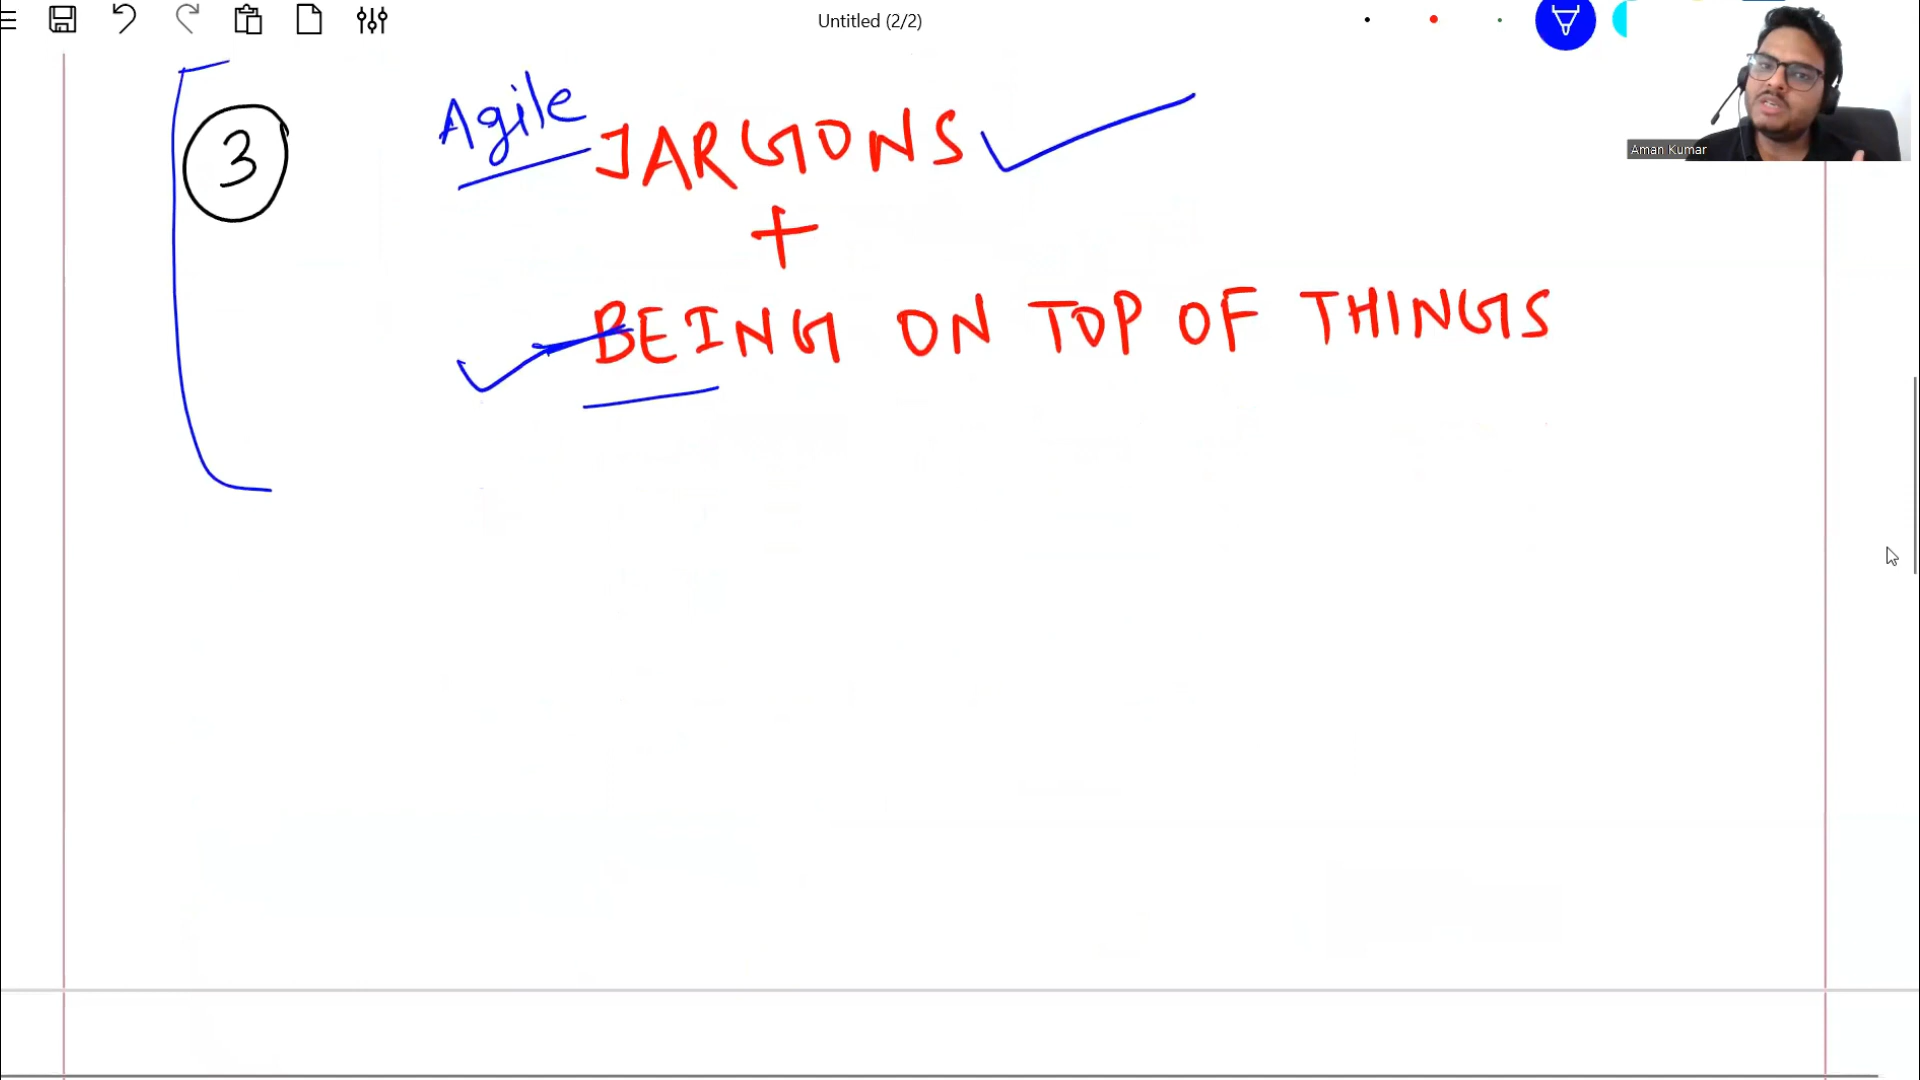 Untitled (2/2)
Aman Kumar
3
Agile JARGONS
+
BEING ON TOP OF THINGS